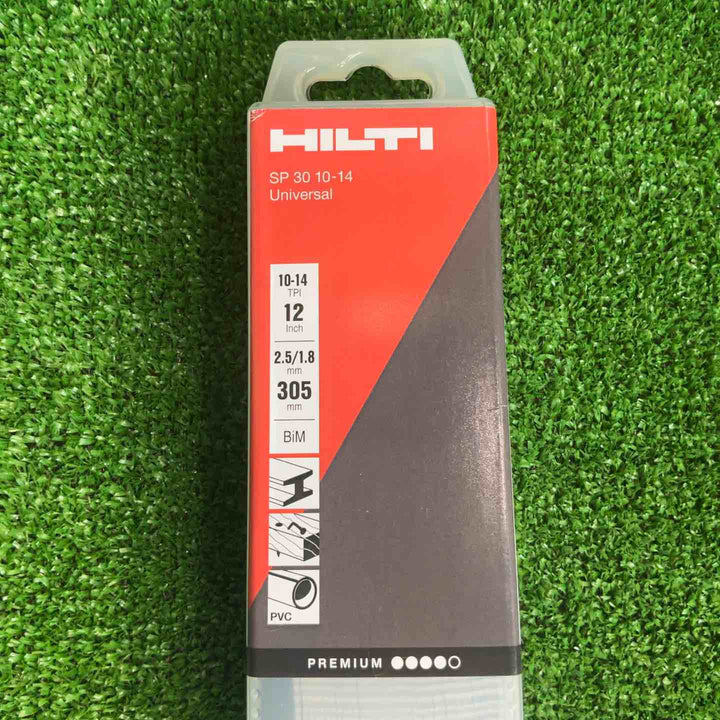 HILTI
SP 30 10-14
Universal
10-14
TPI
12
Inch
2.5/1.8
mm
305
mm
BiM
PVC
PREMIUM